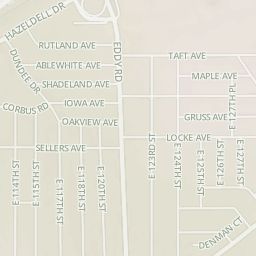 HAZELDELL DR
RUTLAND AVE
EDDY RD
TAFT AVE
DUNDEE DR
ABLEWHITE AVE
MAPLE AVE
SHADELAND AVE
E 127TH PL
CORBUS RD
IOWA AVE
OAKVIEW AVE
GRUSS AVE
LOCKE AVE
SELLERS AVE
E 114TH ST
E 115TH ST
E 117TH ST
E 118TH ST
E 120TH ST
E 123RD ST
E 124TH ST
E 125TH ST
E 126TH ST
E 127TH ST
DENMAN CT